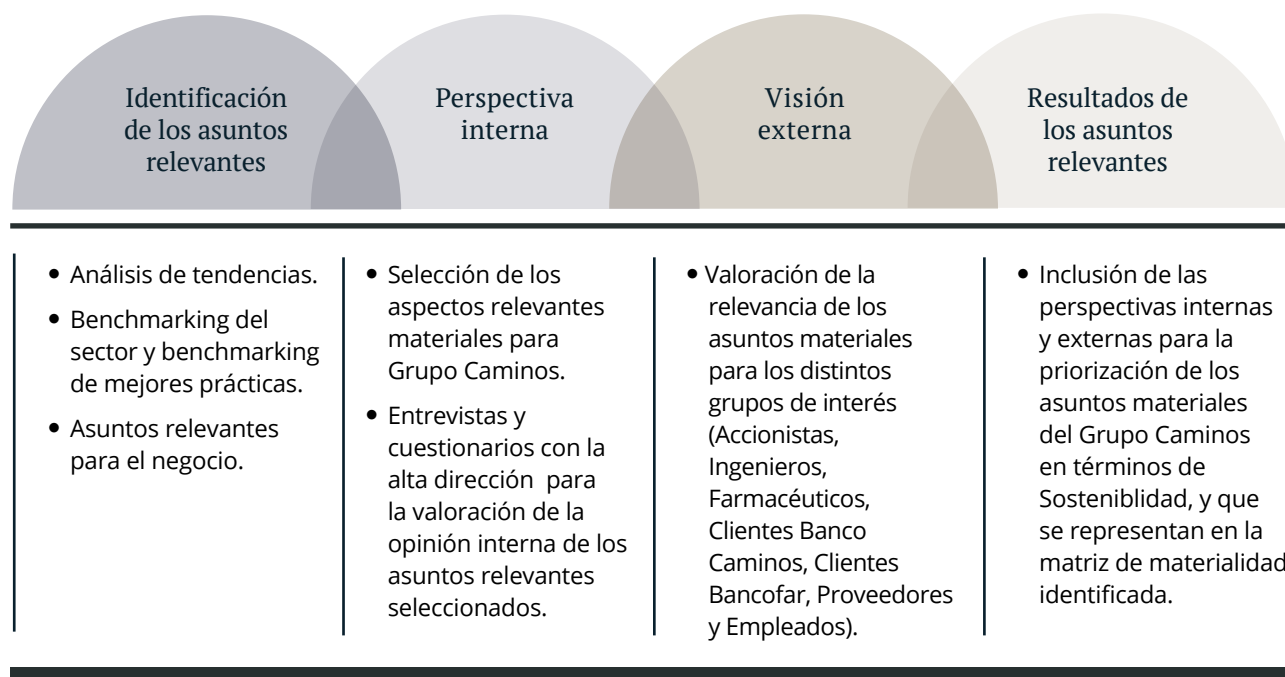 Identificación
de los asuntos
relevantes
Perspectiva
interna
Visión
externa
Resultados de
los asuntos
relevantes
• Análisis de tendencias.
• Benchmarking del
sector y benchmarking
de mejores prácticas.
• Asuntos relevantes
para el negocio.
• Selección de los
aspectos relevantes
materiales para
Grupo Caminos.
• Entrevistas y
cuestionarios con la
alta dirección para
la valoración de la
opinión interna de los
asuntos relevantes
seleccionados.
• Valoración de la
relevancia de los
asuntos materiales
para los distintos
grupos de interés
(Accionistas,
Ingenieros,
Farmacéuticos,
Clientes Banco
Caminos, Clientes
Bancofar, Proveedores
y Empleados).
• Inclusión de las
perspectivas internas
y externas para la
priorización de los
asuntos materiales
del Grupo Caminos
en términos de
Sosteniblidad, y que
se representan en la
matriz de materialidad
identificada.